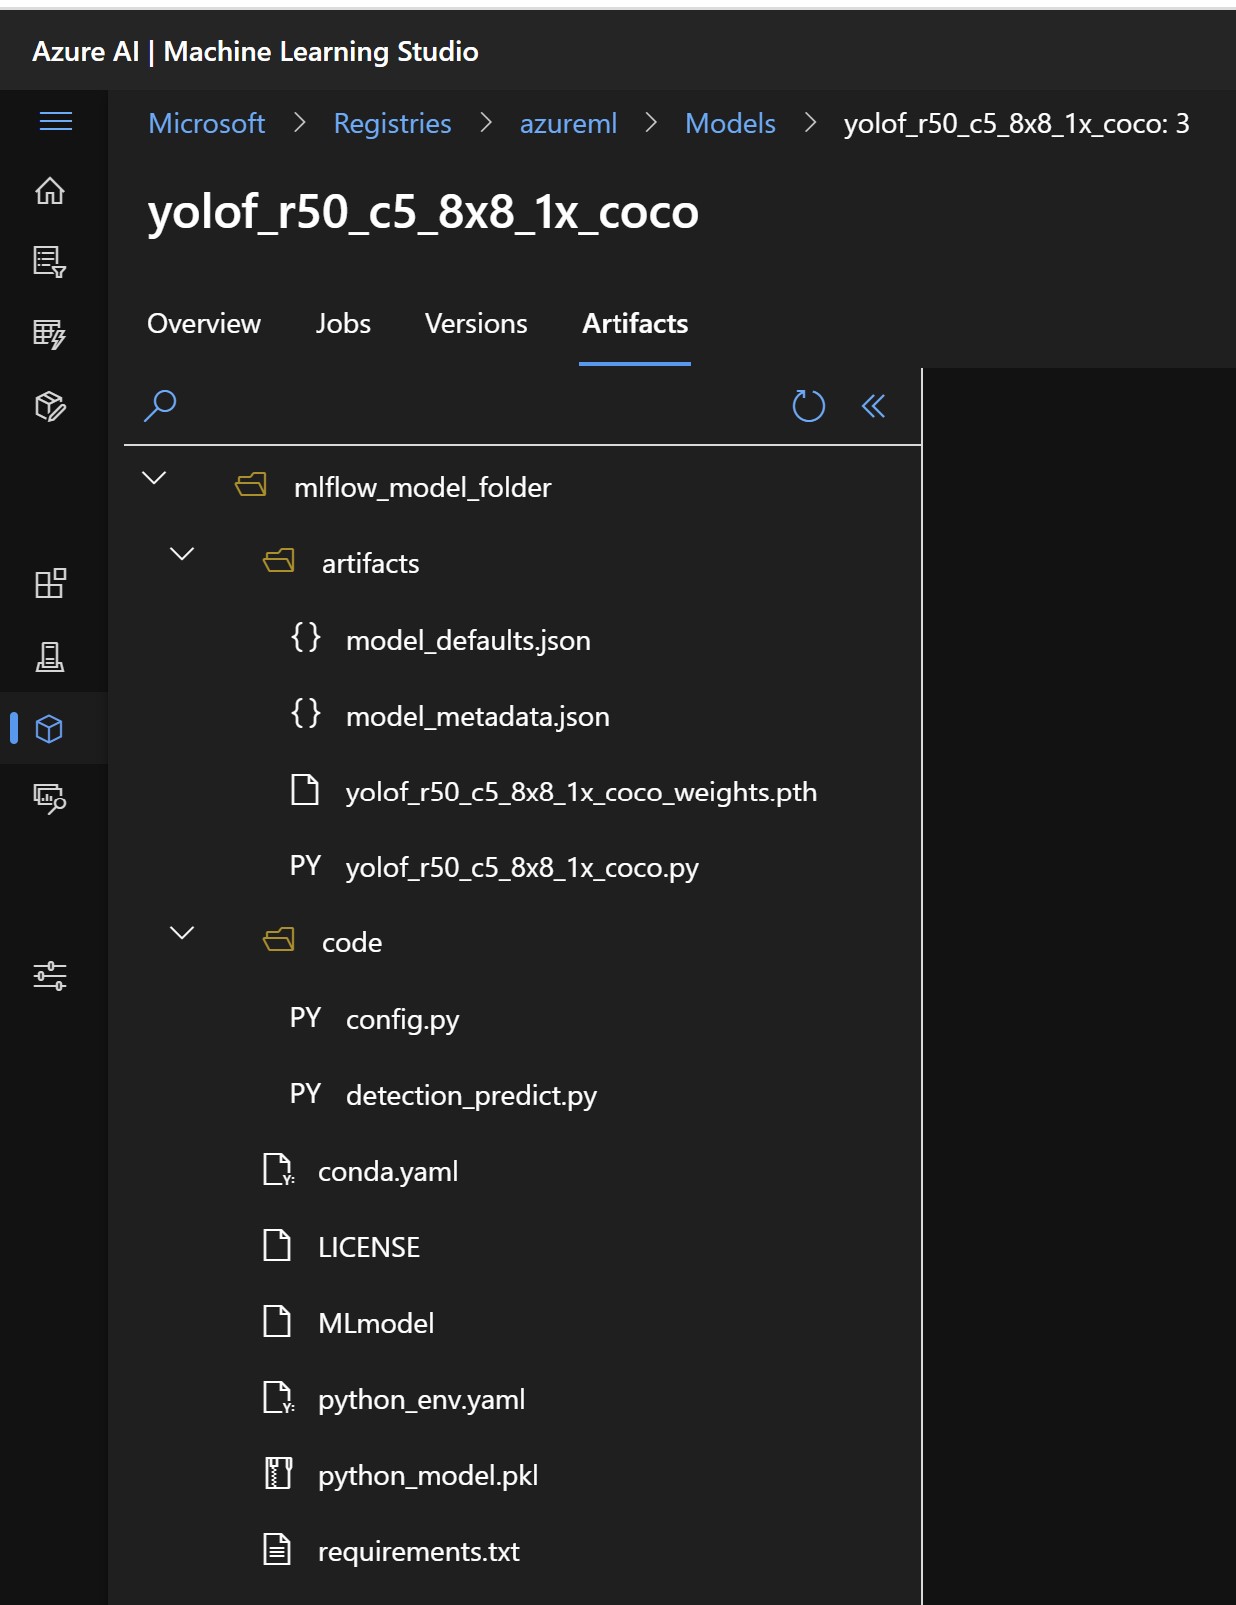 Azure AI | Machine Learning Studio
Microsoft > Registries > azureml > Models > yolof_r50_c5_8x8_1x_coco: 3
yolof_r50_c5_8x8_1x_coco
Overview Jobs Versions Artifacts
mlflow_model_folder
artifacts
{} model_defaults.json
{} model_metadata.json
yolof_r50_c5_8x8_1x_coco_weights.pth
PY yolof_r50_c5_8x8_1x_coco.py
code
PY config.py
PY detection_predict.py
Y: conda.yaml
LICENSE
MLmodel
Y: python_env.yaml
python_model.pkl
requirements.txt